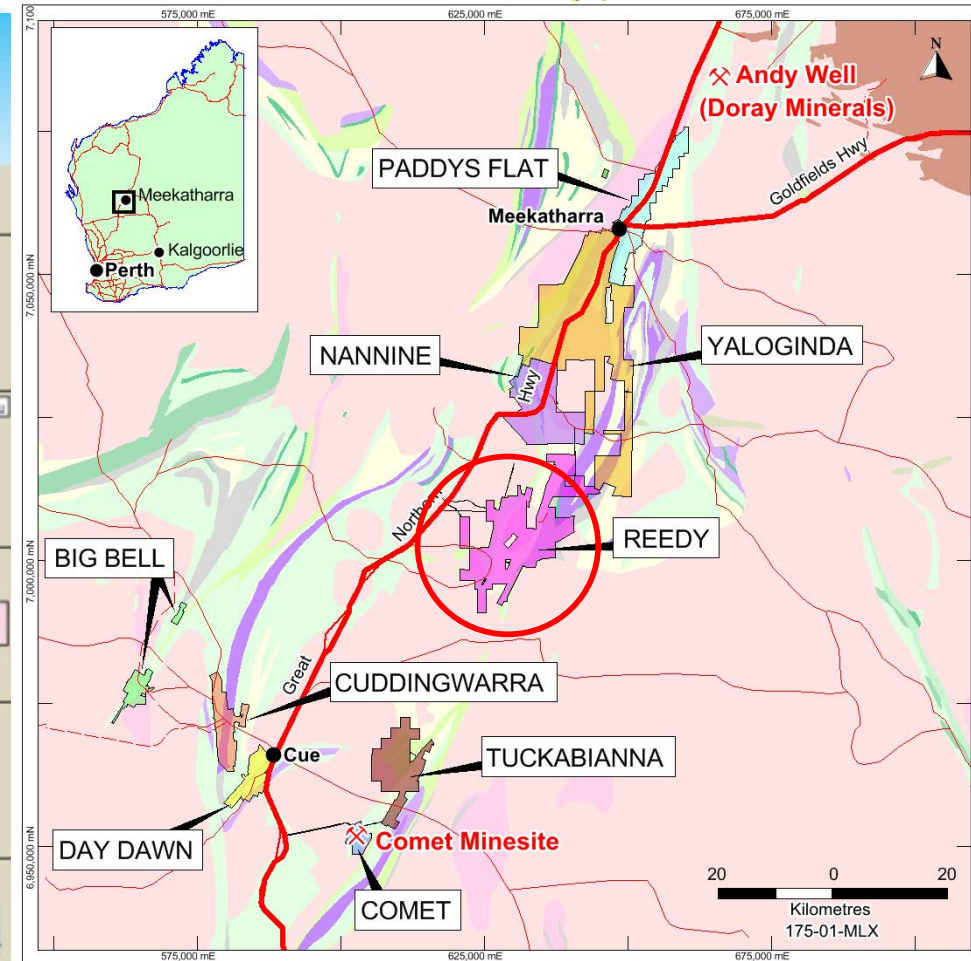 575,000 mE
625,000 mE
675,000 mE
7,100
N
Andy Well
(Doray Minerals)
PADDYS FLAT
Goldfields Hwy
Meekatharra
Meekatharra
Kalgoorlie
Perth
7,050,000 mN
NANNINE
Hwy
YALOGINDA
Northern
REEDY
BIG BELL
7,000,000 mN
Great
CUDDINGWARRA
Cue
TUCKABIANNA
DAY DAWN
Comet Minesite
6,950,000 mN
COMET
20 0 20
Kilometres
175-01-MLX
575,000 mE
625,000 mE
675,000 mE